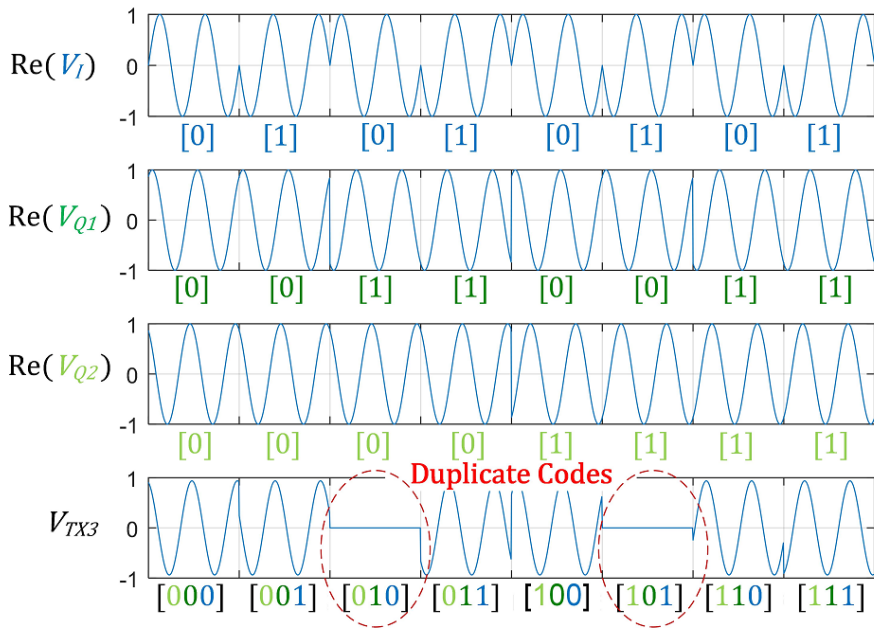 1
Re(V_I) 0
-1
[0] [1] [0] [1] [0] [1] [0] [1]
1
Re(V_Q1) 0
-1
[0] [0] [1] [1] [0] [0] [1] [1]
1
Re(V_Q2) 0
-1
[0] [0] [0] [0] [1] [1] [1] [1]
Duplicate Codes
1
V_TX3 0
-1
[000] [001] [010] [011] [100] [101] [110] [111]